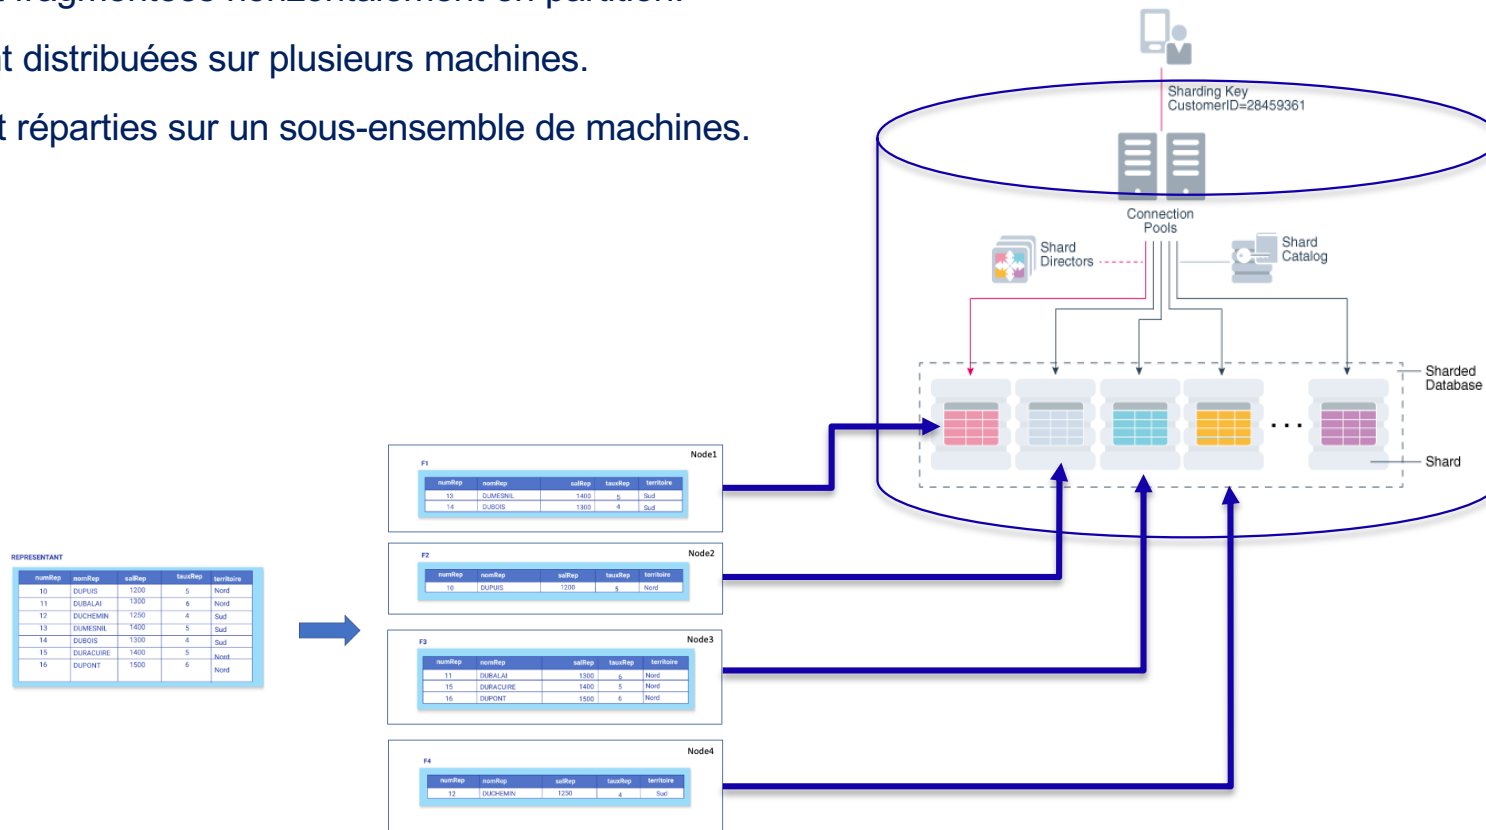 fragmentées horizontalement en partition.
nt distribuées sur plusieurs machines.
t réparties sur un sous-ensemble de machines.
Sharding Key
CustomerID=28459361
Connection
Pools
Shard
Directors
Shard
Catalog
Sharded
Database
Shard
...
Node1
F1
numRep nomRep salRep tauxRep territoire
13 DUMESNIL 1400 5 Sud
14 DUBOIS 1300 4 Sud
Node2
F2
numRep nomRep salRep tauxRep territoire
10 DUPUIS 1200 5 Nord
REPRESENTANT
numRep nomRep salRep tauxRep territoire
10 DUPUIS 1200 5 Nord
11 DUBALAI 1300 6 Nord
12 DUCHEMIN 1250 4 Sud
13 DUMESNIL 1400 5 Sud
14 DUBOIS 1300 4 Sud
15 DURACUIRE 1400 5 Nord
16 DUPONT 1500 6 Nord
Node3
F3
numRep nomRep salRep tauxRep territoire
11 DUBALAI 1300 6 Nord
15 DURACUIRE 1400 5 Nord
16 DUPONT 1500 6 Nord
Node4
F4
numRep nomRep salRep tauxRep territoire
12 DUCHEMIN 1250 4 Sud